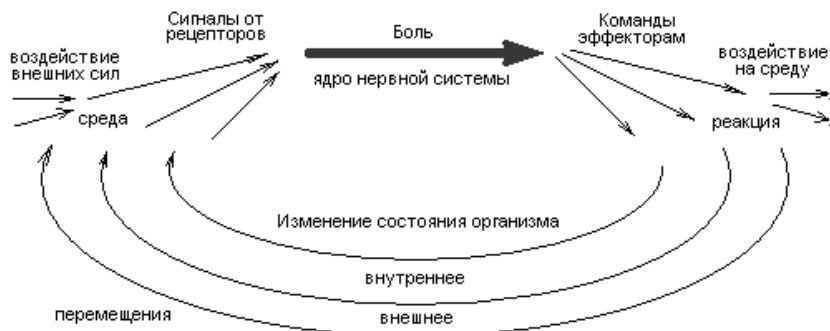 Сигналы от
рецепторов
Боль
Команды
эффекторам
воздействие
внешних сил
воздействие
на среду
ядро нервной системы
среда
реакция
Изменение состояния организма
внутреннее
перемещения
внешнее